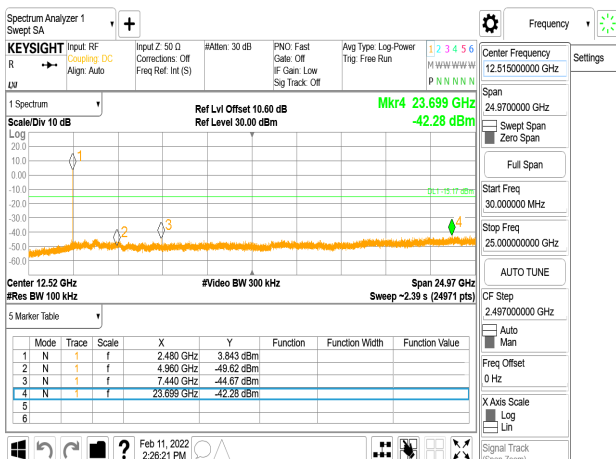 Spectrum Analyzer 1
Swept SA
Frequency
KEYSIGHT
R
Input: RF
Coupling: DC
Align: Auto
Input Z: 50 Ω
Corrections: Off
Freq Ref: Int (S)
#Atten: 30 dB
PNO: Fast
Gate: Off
IF Gain: Low
Sig Track: Off
Avg Type: Log-Power
Trig: Free Run
1 2 3 4 5 6
M W W W W W
P N N N N N
Center Frequency
12.515000000 GHz
Settings
Span
24.9700000 GHz
Swept Span
Zero Span
Full Span
Start Freq
30.000000 MHz
Stop Freq
25.000000000 GHz
AUTO TUNE
CF Step
2.497000000 GHz
Auto
Man
Freq Offset
0 Hz
X Axis Scale
Log
Lin
Signal Track
(Span Zoom)
1 Spectrum
Scale/Div 10 dB
Ref Lvl Offset 10.60 dB
Ref Level 30.00 dBm
Mkr4 23.699 GHz
-42.28 dBm
Log
20.0
10.0
0.00
-10.0
-20.0
-30.0
-40.0
-50.0
-60.0
1
2
3
4
DL1 -15.17 dBm
Center 12.52 GHz
#Video BW 300 kHz
Span 24.97 GHz
#Res BW 100 kHz
Sweep ~2.39 s (24971 pts)
5 Marker Table
Mode Trace Scale X Y Function Function Width Function Value
1 N 1 f 2.480 GHz 3.843 dBm
2 N 1 f 4.960 GHz -49.62 dBm
3 N 1 f 7.440 GHz -44.67 dBm
4 N 1 f 23.699 GHz -42.28 dBm
5
6
?
Feb 11, 2022
2:26:21 PM